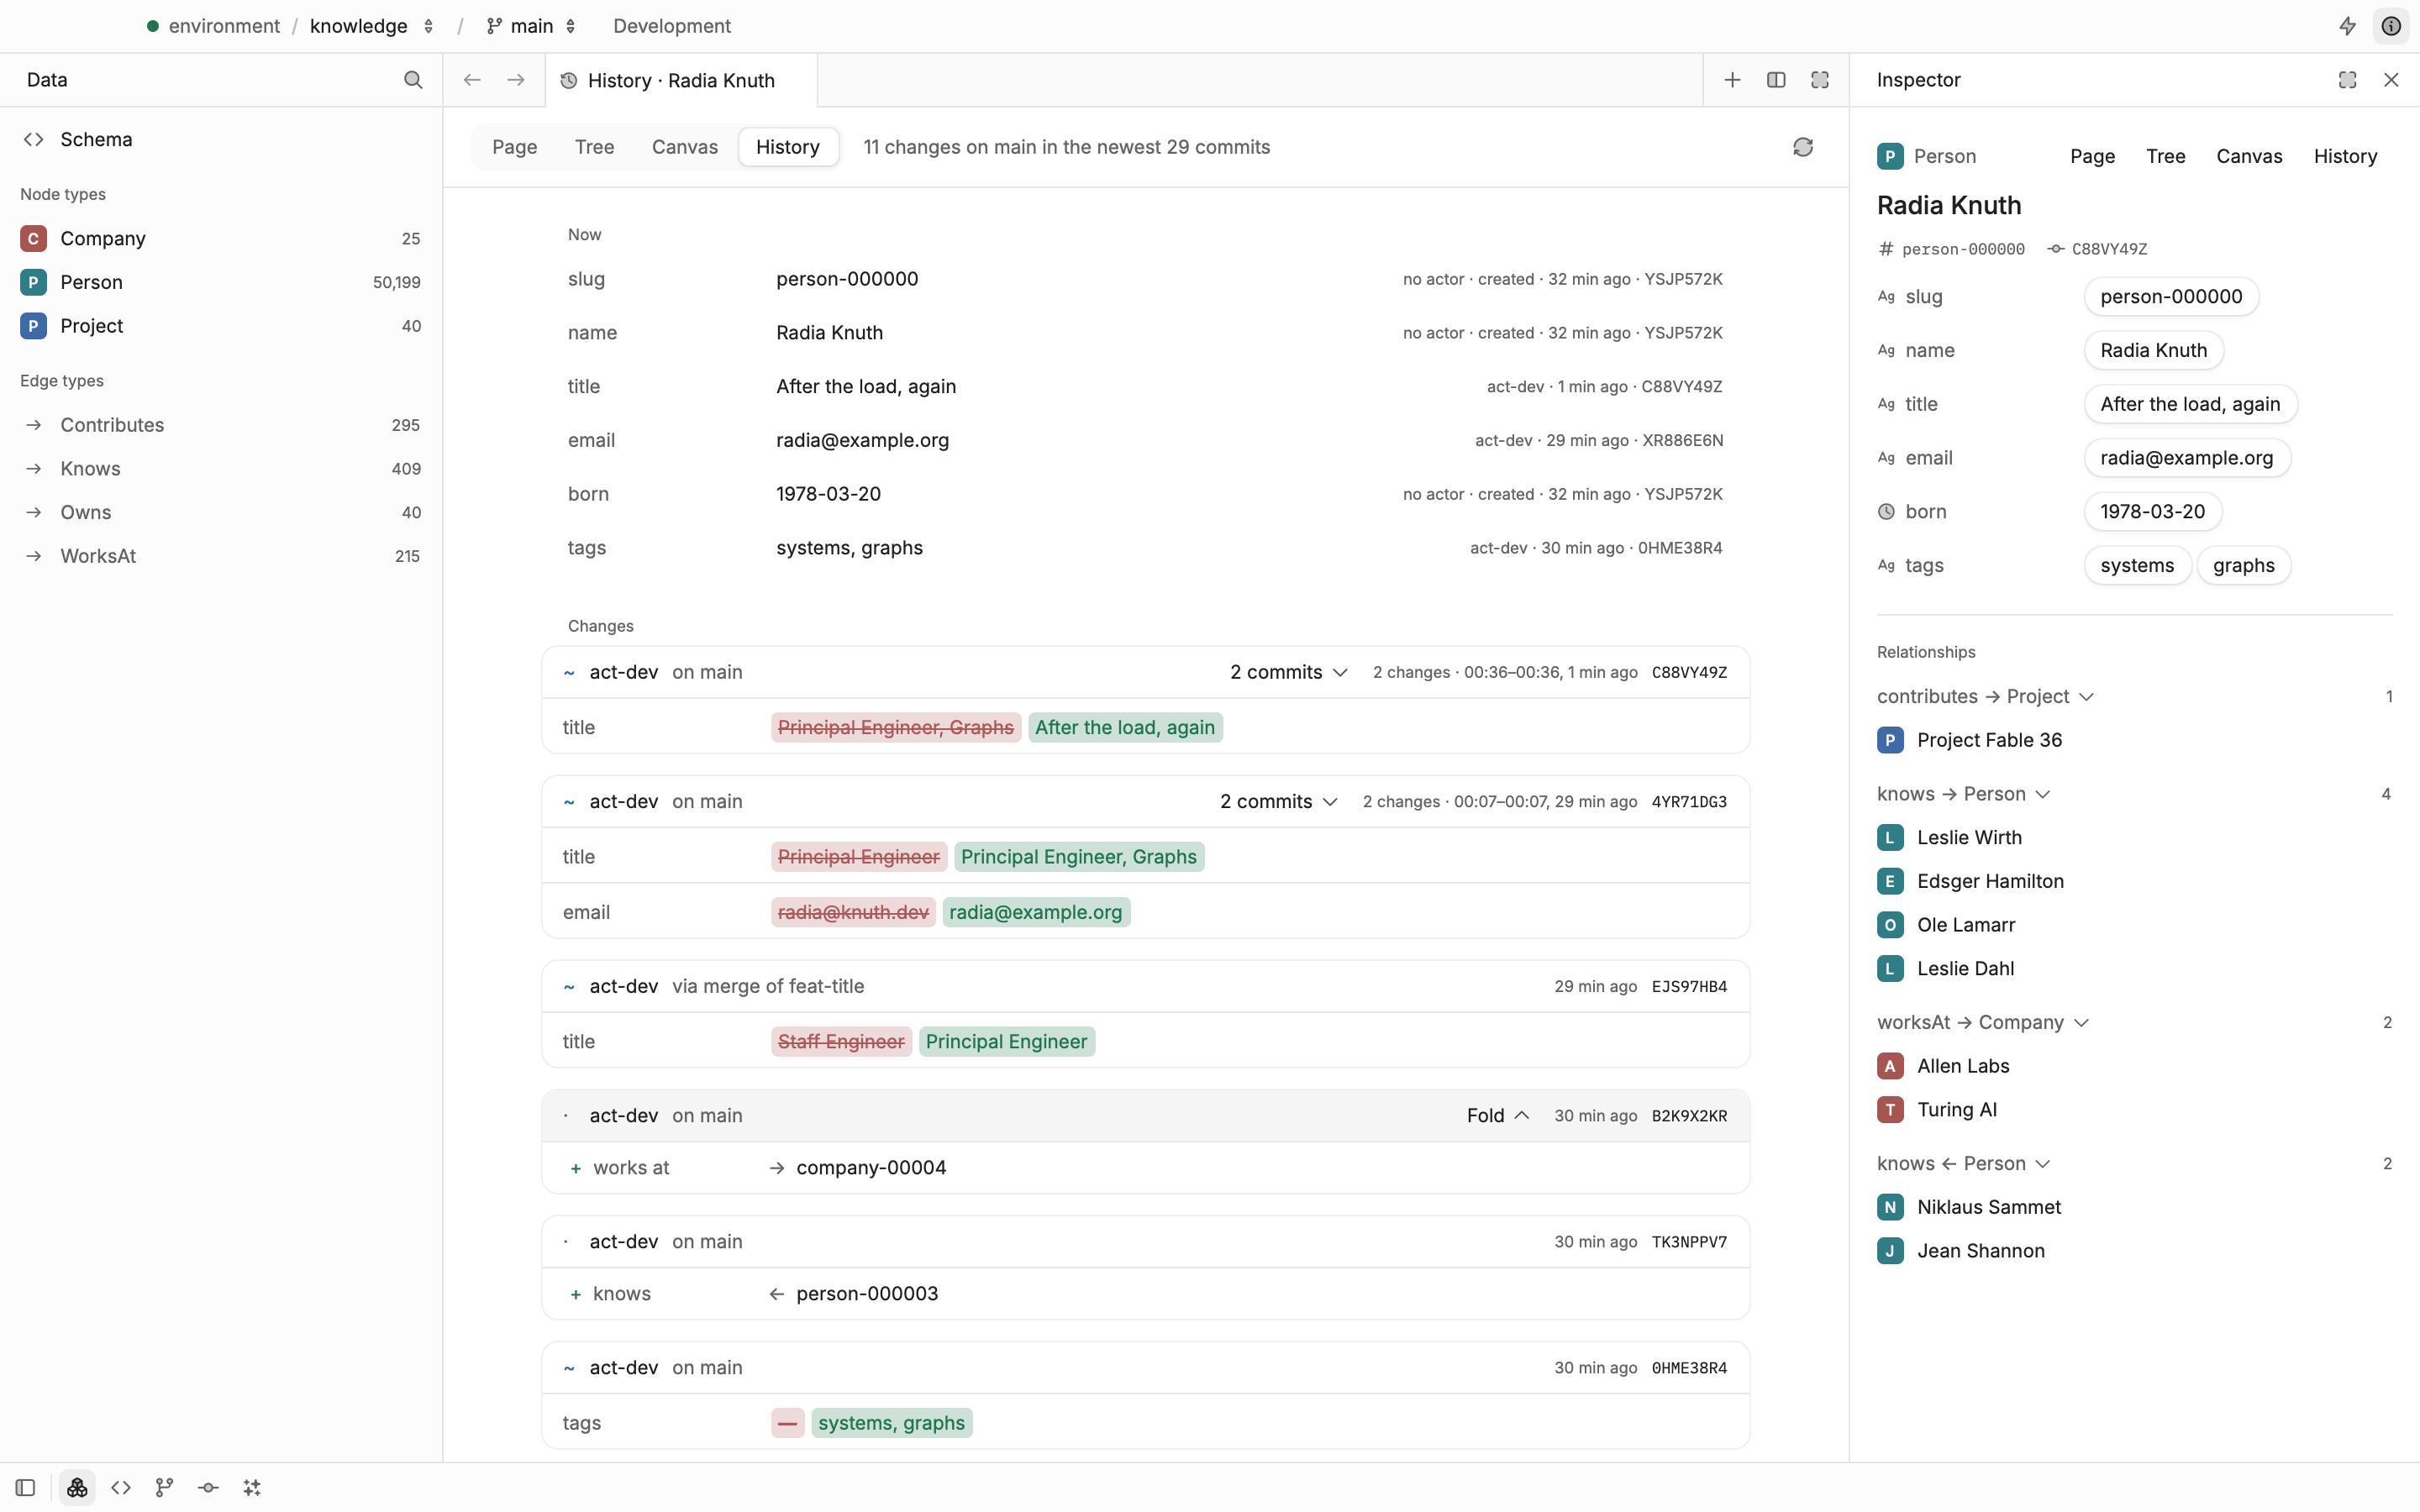 environment / knowledge / main Development
Data
Schema
Node types
C Company 25
P Person 50,199
P Project 40
Edge types
Contributes 295
Knows 409
Owns 40
WorksAt 215
History · Radia Knuth
Page Tree Canvas History 11 changes on main in the newest 29 commits
Now
slug person-000000 no actor · created · 32 min ago · YSJP572K
name Radia Knuth no actor · created · 32 min ago · YSJP572K
title After the load, again act-dev · 1 min ago · C88VY49Z
email radia@example.org act-dev · 29 min ago · XR886E6N
born 1978-03-20 no actor · created · 32 min ago · YSJP572K
tags systems, graphs act-dev · 30 min ago · 0HME38R4
Changes
~ act-dev on main 2 commits 2 changes · 00:36–00:36, 1 min ago C88VY49Z
title Principal Engineer, Graphs After the load, again
~ act-dev on main 2 commits 2 changes · 00:07–00:07, 29 min ago 4YR71DG3
title Principal Engineer Principal Engineer, Graphs
email radia@knuth.dev radia@example.org
~ act-dev via merge of feat-title 29 min ago EJS97HB4
title Staff Engineer Principal Engineer
· act-dev on main Fold 30 min ago B2K9X2KR
+ works at → company-00004
· act-dev on main 30 min ago TK3NPPV7
+ knows ← person-000003
~ act-dev on main 30 min ago 0HME38R4
tags — systems, graphs
Inspector
P Person Page Tree Canvas History
Radia Knuth
# person-000000 C88VY49Z
Ag slug person-000000
Ag name Radia Knuth
Ag title After the load, again
Ag email radia@example.org
born 1978-03-20
Ag tags systems graphs
Relationships
contributes → Project 1
P Project Fable 36
knows → Person 4
L Leslie Wirth
E Edsger Hamilton
O Ole Lamarr
L Leslie Dahl
worksAt → Company 2
A Allen Labs
T Turing AI
knows ← Person 2
N Niklaus Sammet
J Jean Shannon